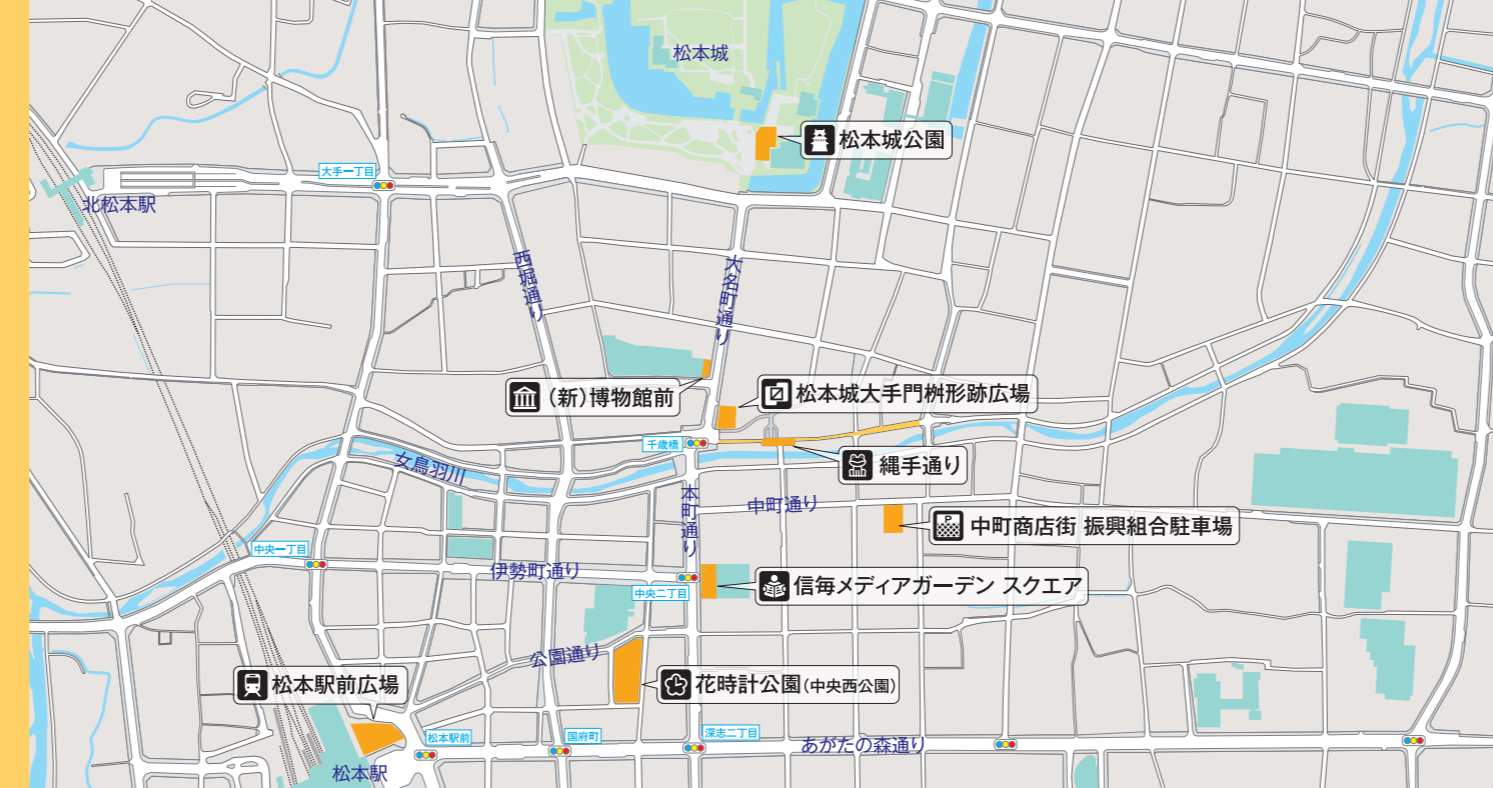 松本城
松本城公園
大手一丁目
北松本駅
西堀通り
大名町通り
(新)博物館前
松本城大手門桝形跡広場
千歳橋
縄手通り
女鳥羽川
本町通り
中町通り
中町商店街 振興組合駐車場
中央一丁目
伊勢町通り
中央二丁目
信毎メディアガーデン スクエア
公園通り
松本駅前広場
花時計公園(中央西公園)
松本駅前
国府町
深志二丁目
あがたの森通り
松本駅